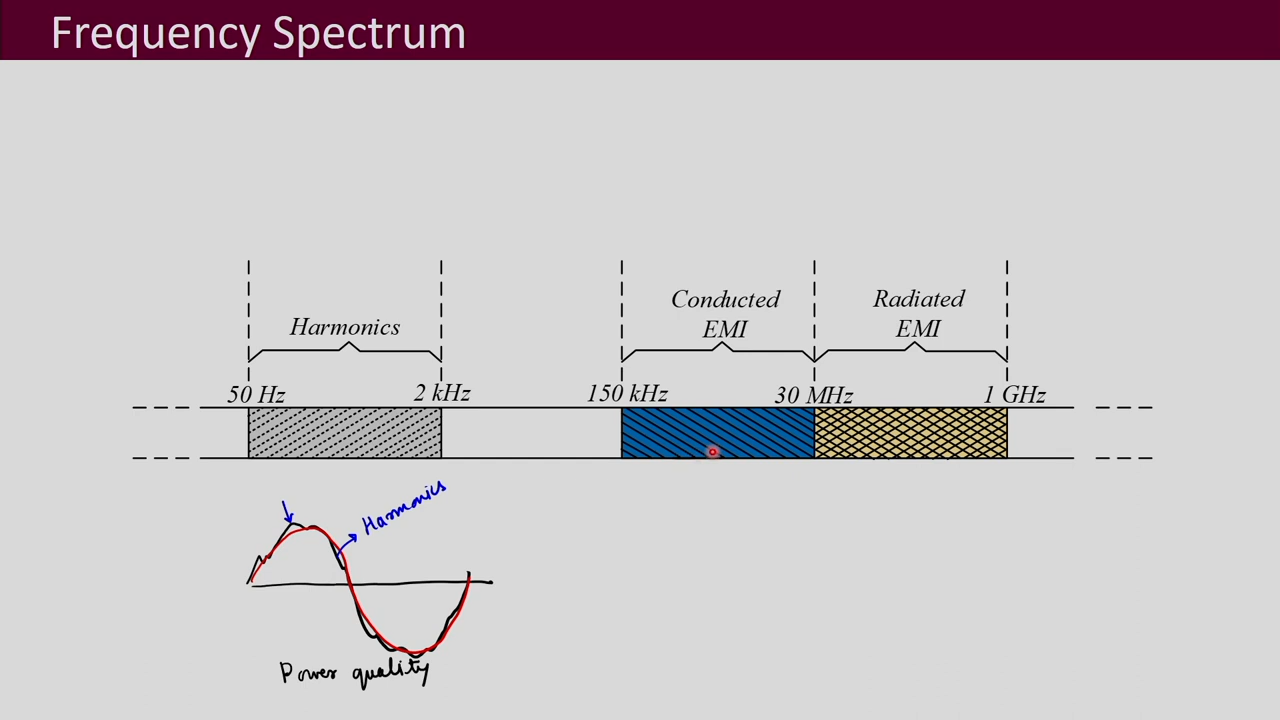 Frequency Spectrum
Harmonics
Conducted
EMI
Radiated
EMI
50 Hz
2 kHz
150 kHz
30 MHz
1 GHz
Harmonics
Power quality